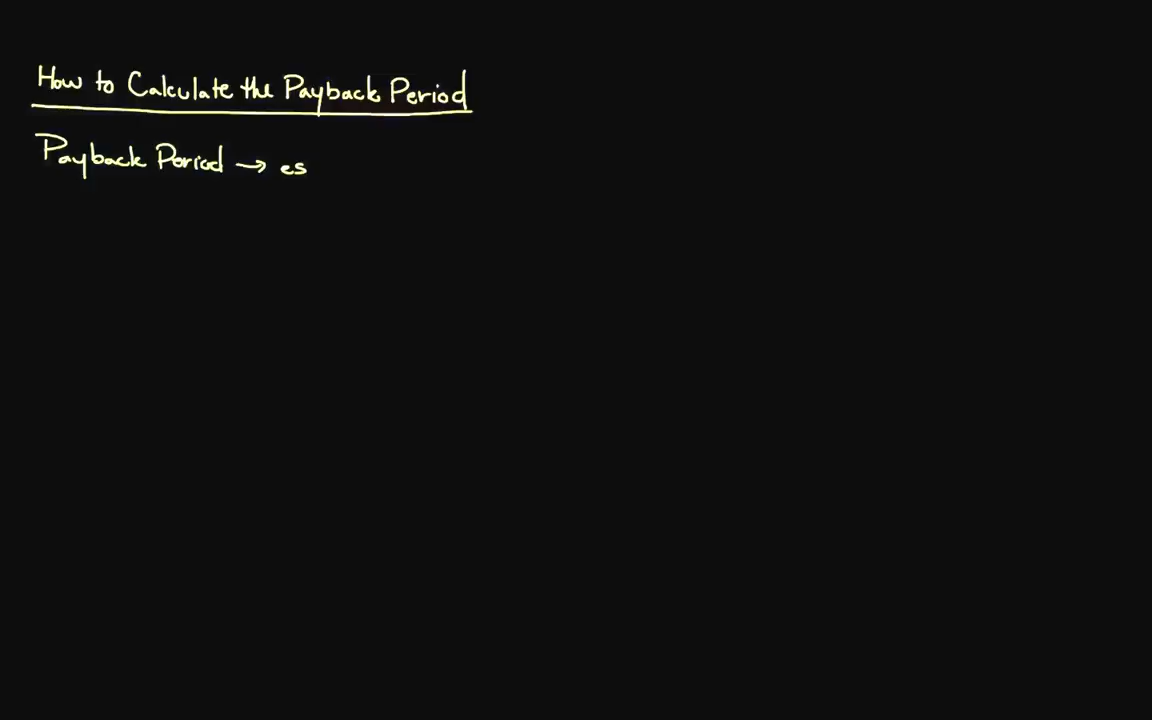 How to Calculate the Payback Period
Payback Period → es